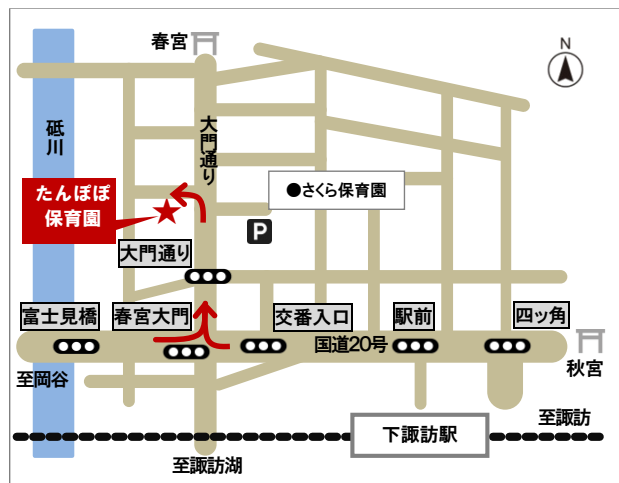 春宮
N
砥川
大門通り
たんぽぽ
保育園
●さくら保育園
P
大門通り
富士見橋
春宮大門
交番入口
駅前
四ッ角
国道20号
至岡谷
秋宮
至諏訪
下諏訪駅
至諏訪湖